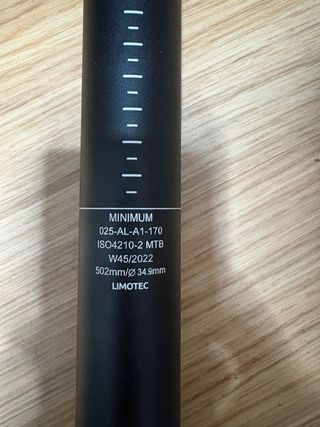 MINIMUM
025-AL-A1-170
ISO4210-2 MTB
W45/2022
502mm/Ø 34.9mm
LIMOTEC